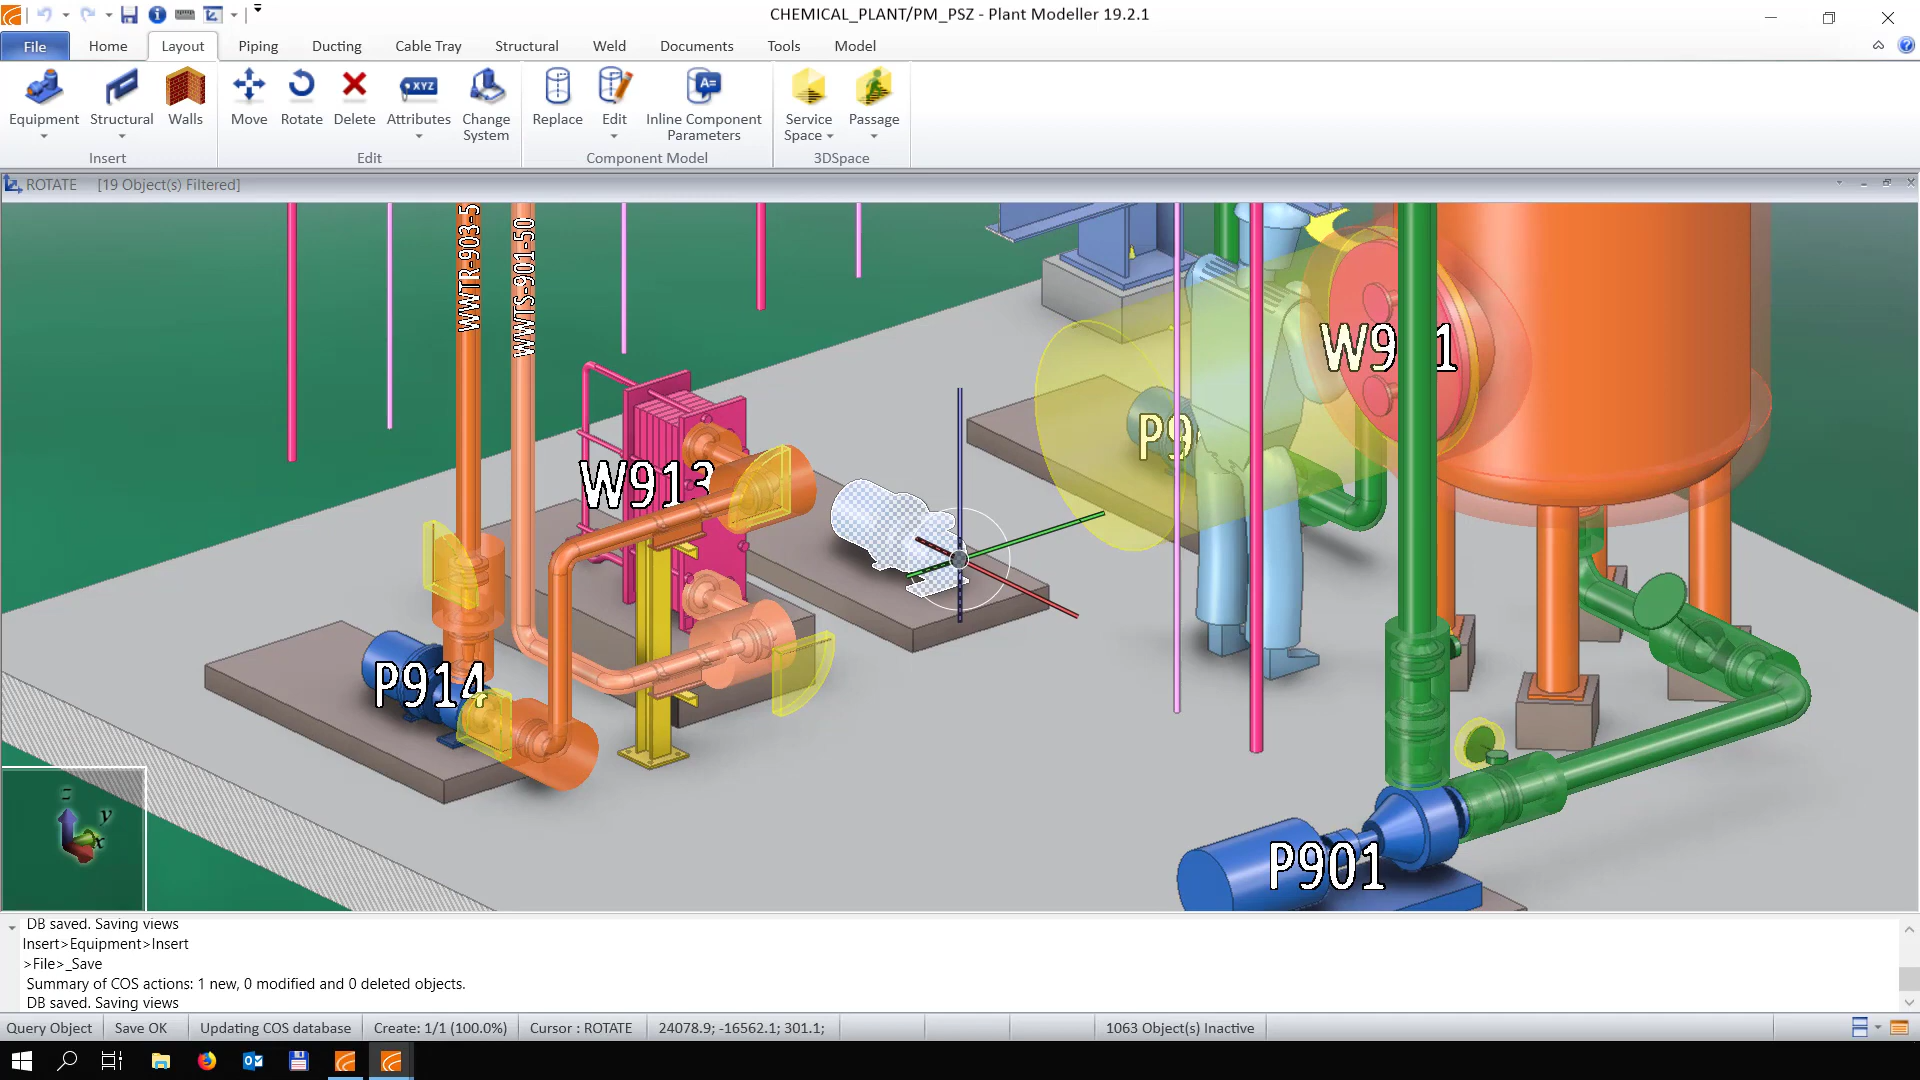 CHEMICAL_PLANT/PM_PSZ - Plant Modeller 19.2.1
File Home Layout Piping Ducting Cable Tray Structural Weld Documents Tools Model
Equipment Structural Walls Move Rotate Delete Attributes Change System Replace Edit Inline Component Parameters Service Space Passage
XYZ
A=
Insert Edit Component Model 3DSpace
ROTATE [19 Object(s) Filtered]
WWTR-903-5
WWTS-901-50
W9 1
P9
W913
P914
P901
z
y
x
DB saved. Saving views
Insert>Equipment>Insert
>File>_Save
Summary of COS actions: 1 new, 0 modified and 0 deleted objects.
DB saved. Saving views
Query Object Save OK Updating COS database Create: 1/1 (100.0%) Cursor : ROTATE 24078.9; -16562.1; 301.1; 1063 Object(s) Inactive